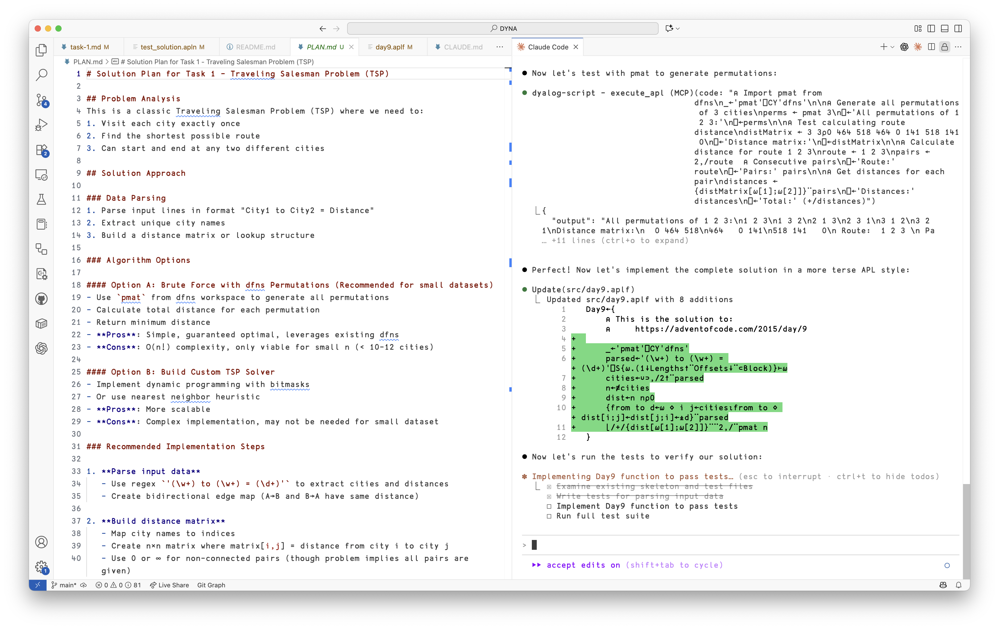 DYNA
task-1.md M
test_solution.apln M
README.md
PLAN.md U
day9.aplf M
CLAUDE.md
Claude Code
PLAN.md > # Solution Plan for Task 1 - Traveling Salesman Problem (TSP)
1 # Solution Plan for Task 1 - Traveling Salesman Problem (TSP)
2
3 ## Problem Analysis
4 This is a classic Traveling Salesman Problem (TSP) where we need to:
5 1. Visit each city exactly once
6 2. Find the shortest possible route
7 3. Can start and end at any two different cities
8
9 ## Solution Approach
10
11 ### Data Parsing
12 1. Parse input lines in format "City1 to City2 = Distance"
13 2. Extract unique city names
14 3. Build a distance matrix or lookup structure
15
16 ### Algorithm Options
17
18 #### Option A: Brute Force with dfns Permutations (Recommended for small datasets)
19 - Use `pmat` from dfns workspace to generate all permutations
20 - Calculate total distance for each permutation
21 - Return minimum distance
22 - **Pros**: Simple, guaranteed optimal, leverages existing dfns
23 - **Cons**: O(n!) complexity, only viable for small n (< 10-12 cities)
24
25 #### Option B: Build Custom TSP Solver
26 - Implement dynamic programming with bitmasks
27 - Or use nearest neighbor heuristic
28 - **Pros**: More scalable
29 - **Cons**: Complex implementation, may not be needed for small dataset
30
31 ### Recommended Implementation Steps
32
33 1. **Parse input data**
34 - Use regex `'(\w+) to (\w+) = (\d+)'` to extract cities and distances
35 - Create bidirectional edge map (A→B and B→A have same distance)
36
37 2. **Build distance matrix**
38 - Map city names to indices
39 - Create n×n matrix where matrix[i,j] = distance from city i to city j
40 - Use 0 or ∞ for non-connected pairs (though problem implies all pairs are
given)
● Now let's test with pmat to generate permutations:
● dyalog-script - execute_apl (MCP)(code: "⍝ Import pmat from
dfns\n_←'pmat'⎕CY'dfns'\n\n⍝ Generate all permutations
of 3 cities\nperms ← pmat 3\n⎕←'All permutations of 1
2 3:'\n⎕←perms\n\n⍝ Test calculating route
distance\ndistMatrix ← 3 3⍴0 464 518 464 0 141 518 141
0\n⎕←'Distance matrix:'\n⎕←distMatrix\n\n⍝ Calculate
distance for route 1 2 3\nroute ← 1 2 3\npairs ←
2,/route  ⍝ Consecutive pairs\n⎕←'Route:'
route\n⎕←'Pairs:' pairs\n\n⍝ Get distances for each
pair\ndistances ←
{distMatrix[⍵[1];⍵[2]]}¨pairs\n⎕←'Distances:'
distances\n⎕←'Total:' (+/distances)")
⎿ {
"output": "All permutations of 1 2 3:\n1 2 3\n1 3 2\n2 1 3\n2 3 1\n3 1 2\n3 2
1\nDistance matrix:\n  0 464 518\n464   0 141\n518 141   0\n Route:  1 2 3 \n Pa
… +11 lines (ctrl+o to expand)
● Perfect! Now let's implement the complete solution in a more terse APL style:
● Update(src/day9.aplf)
⎿ Updated src/day9.aplf with 8 additions
1 Day9←{
2 ⍝ This is the solution to:
3 ⍝     https://adventofcode.com/2015/day/9
4 +
5 + _←'pmat'⎕CY'dfns'
6 + parsed←'(\w+) to (\w+) =
+ (\d+)'⎕S{⍵.(1↓Lengths↑¨Offsets↓¨⊂Block)}⊢⍵
7 + cities←∪⊃,/2↑¨parsed
8 + n←≢cities
9 + dist←n n⍴0
10 + {from to d←⍵ ⋄ i j←cities⍳from to ⋄
+ dist[i;j]←dist[j;i]←⍎d}¨parsed
11 + ⌊/+/{dist[⍵[1];⍵[2]]}¨¨2,/¨pmat n
12 }
● Now let's run the tests to verify our solution:
✽ Implementing Day9 function to pass tests… (esc to interrupt · ctrl+t to hide todos)
⎿ ☒ Examine existing skeleton and test files
☒ Write tests for parsing input data
☐ Implement Day9 function to pass tests
☐ Run full test suite
>
⏵⏵ accept edits on (shift+tab to cycle)
4
2
1
main*
0 0 81
Live Share
Git Graph